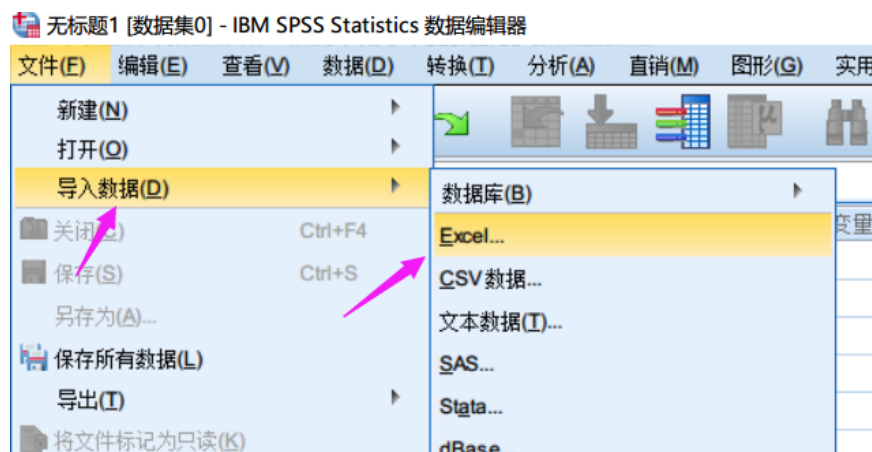 无标题1 [数据集0] - IBM SPSS Statistics 数据编辑器
文件(F) 编辑(E) 查看(V) 数据(D) 转换(T) 分析(A) 直销(M) 图形(G) 实用
新建(N)
打开(O)
导入数据(D)
关闭(C)
Ctrl+F4
保存(S)
Ctrl+S
另存为(A)...
保存所有数据(L)
导出(T)
将文件标记为只读(K)
数据库(B)
Excel...
CSV 数据...
文本数据(T)...
SAS...
Stata...
dBase
变量